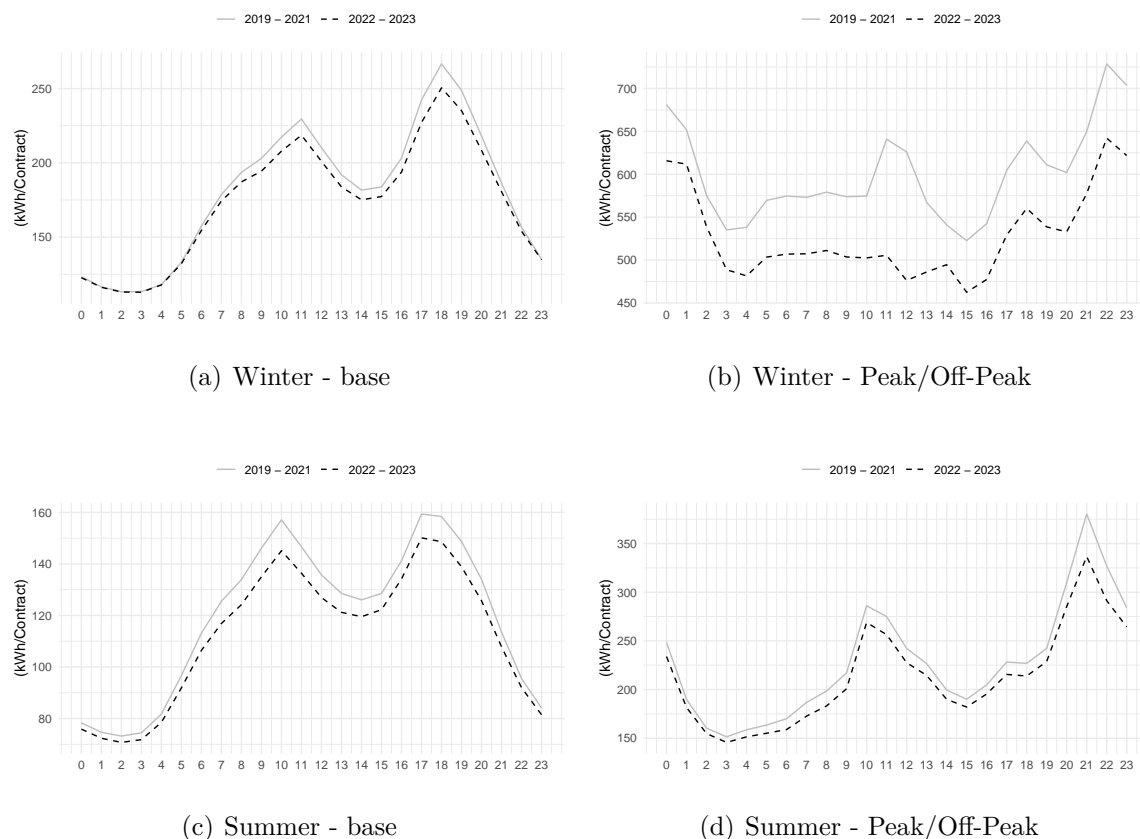 2019 – 2021 2022 – 2023
(kWh/Contract)
250
200
150
0 1 2 3 4 5 6 7 8 9 10 11 12 13 14 15 16 17 18 19 20 21 22 23
(a) Winter - base
2019 – 2021 2022 – 2023
(kWh/Contract)
700
650
600
550
500
450
0 1 2 3 4 5 6 7 8 9 10 11 12 13 14 15 16 17 18 19 20 21 22 23
(b) Winter - Peak/Off-Peak
2019 – 2021 2022 – 2023
(kWh/Contract)
160
140
120
100
80
0 1 2 3 4 5 6 7 8 9 10 11 12 13 14 15 16 17 18 19 20 21 22 23
(c) Summer - base
2019 – 2021 2022 – 2023
(kWh/Contract)
350
300
250
200
150
0 1 2 3 4 5 6 7 8 9 10 11 12 13 14 15 16 17 18 19 20 21 22 23
(d) Summer - Peak/Off-Peak